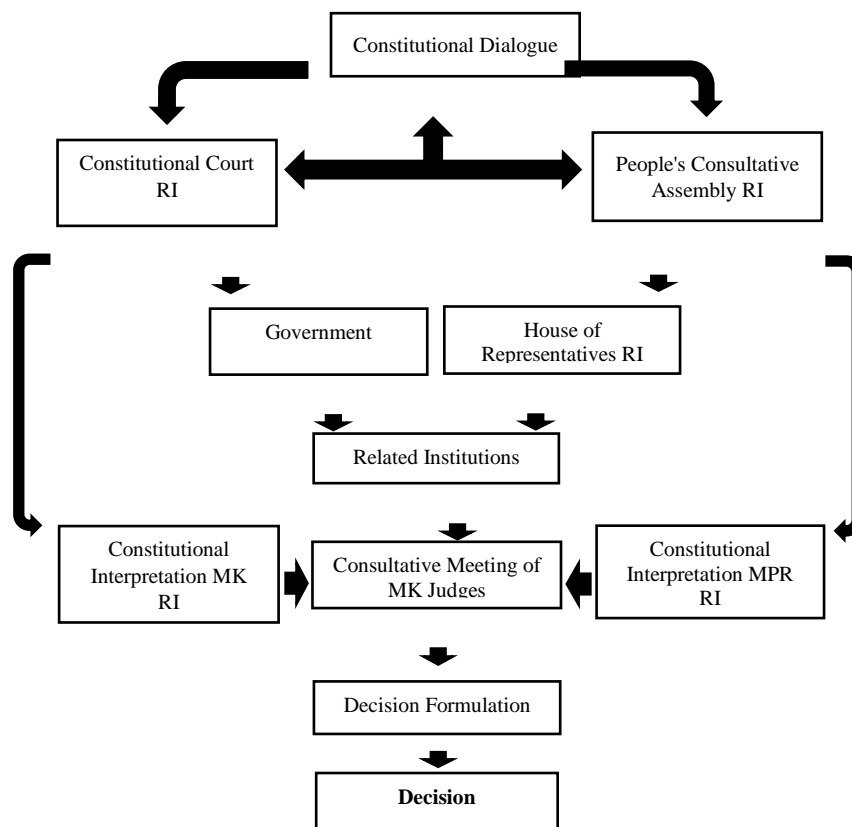 Constitutional Dialogue
Constitutional Court
RI
People's Consultative
Assembly RI
Government
House of
Representatives RI
Related Institutions
Constitutional
Interpretation MK
RI
Consultative Meeting of
MK Judges
Constitutional
Interpretation MPR
RI
Decision Formulation
Decision